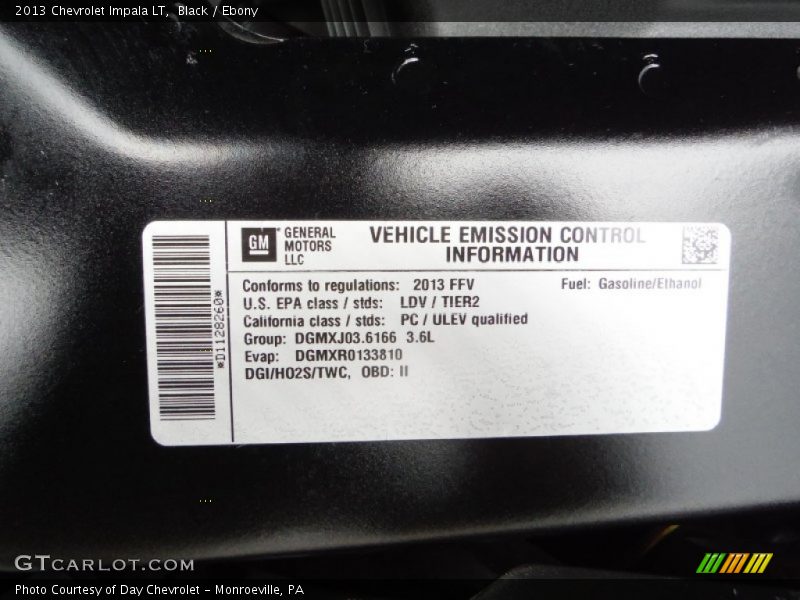 2013 Chevrolet Impala LT, Black / Ebony
*D1128260*
GM GENERAL MOTORS LLC
VEHICLE EMISSION CONTROL
INFORMATION
Conforms to regulations: 2013 FFV Fuel: Gasoline/Ethanol
U.S. EPA class / stds: LDV / TIER2
California class / stds: PC / ULEV qualified
Group: DGMXJ03.6166 3.6L
Evap: DGMXR0133810
DGI/HO2S/TWC, OBD: II
GTCARLOT.COM
Photo Courtesy of Day Chevrolet - Monroeville, PA